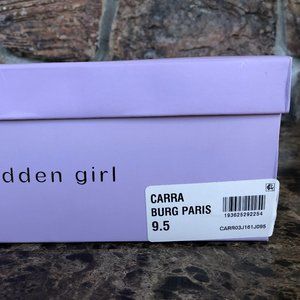 dden girl
CARRA
BURG PARIS
9.5
193625292254
CARR03J161J095